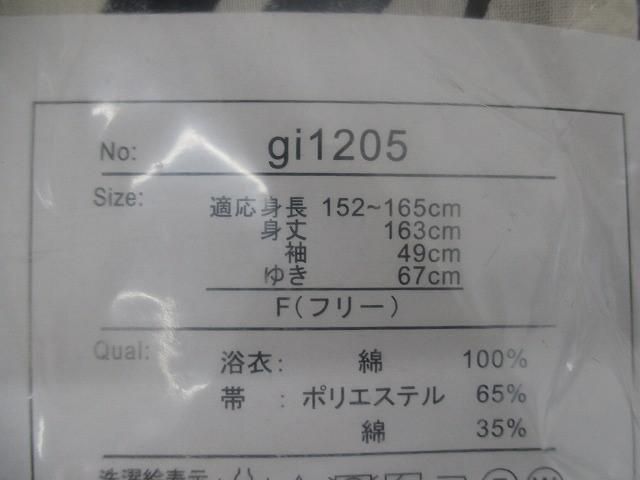 No: gi1205
Size: 適応身長 152~165cm
身丈 163cm
袖 49cm
ゆき 67cm
F(フリー)
Qual: 浴衣: 綿 100%
帯 : ポリエステル 65%
綿 35%
洗濯絵表示: